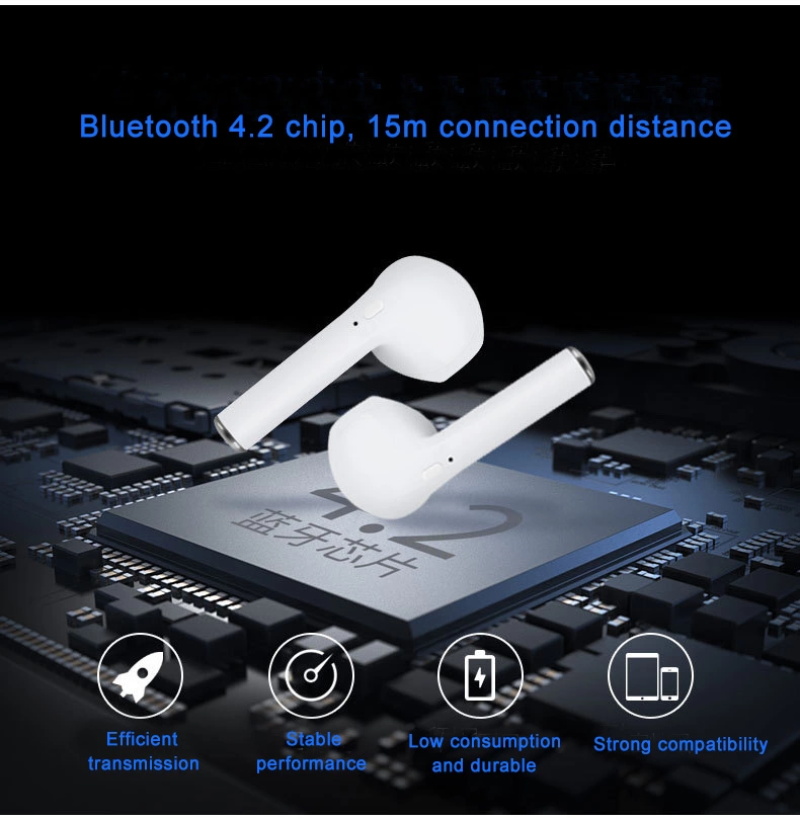 Bluetooth 4.2 chip, 15m connection distance
4.2
蓝牙芯片
Efficient
transmission
Stable
performance
Low consumption
and durable
Strong compatibility